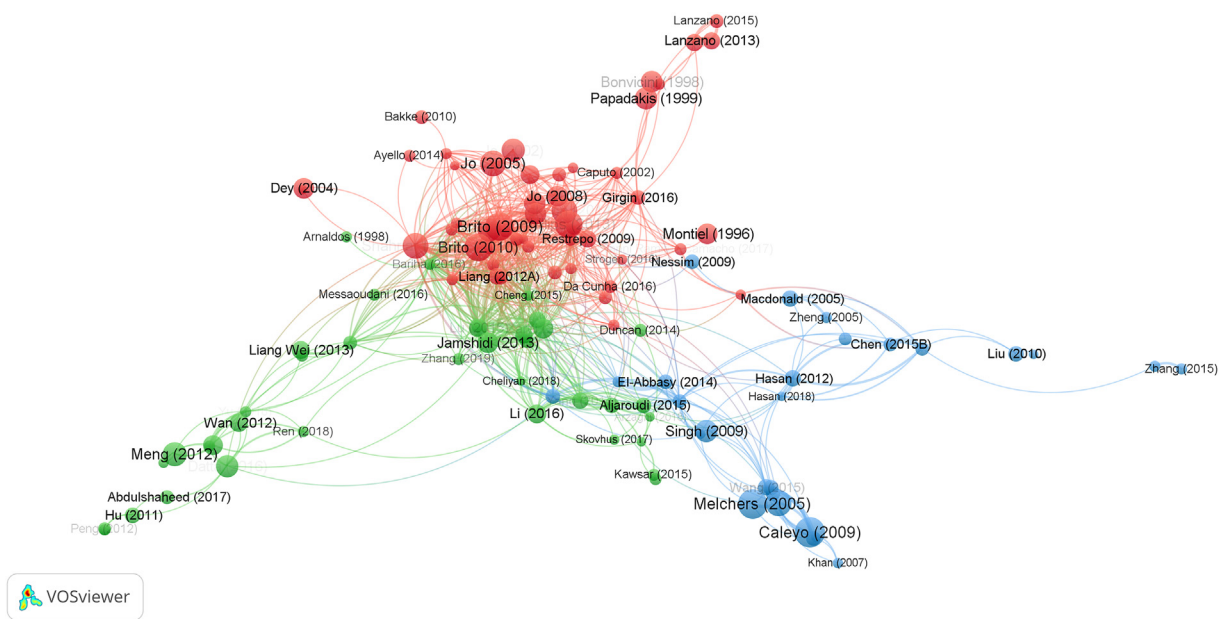 Lanzano (2015)
Lanzano (2013)
Bonvicini (1998)
Papadakis (1999)
Bakke (2010)
Ayello (2014)
Jo (2005)
Caputo (2002)
Dey (2004)
Jo (2008)
Girgin (2016)
Brito (2009)
Montiel (1996)
Arnaldos (1998)
Restrepo (2009)
Brito (2010)
Bariha (2016)
Strogen (2016)
Nessim (2009)
Liang (2012A)
Da Cunha (2016)
Messaoudani (2016)
Cheng (2015)
Macdonald (2005)
Zheng (2005)
Duncan (2014)
Jamshidi (2013)
Chen (2015B)
Liang Wei (2013)
Liu (2010)
Zhang (2019)
Zhang (2015)
Cheliyan (2018)
El-Abbasy (2014)
Hasan (2012)
Hasan (2018)
Aljaroudi (2015)
Li (2016)
Wan (2012)
Ren (2018)
Singh (2009)
Skovhus (2017)
Meng (2012)
Kawsar (2015)
Wang (2015)
Abdulshaheed (2017)
Melchers (2005)
Hu (2011)
Peng (2012)
Caleyo (2009)
Khan (2007)
VOSviewer